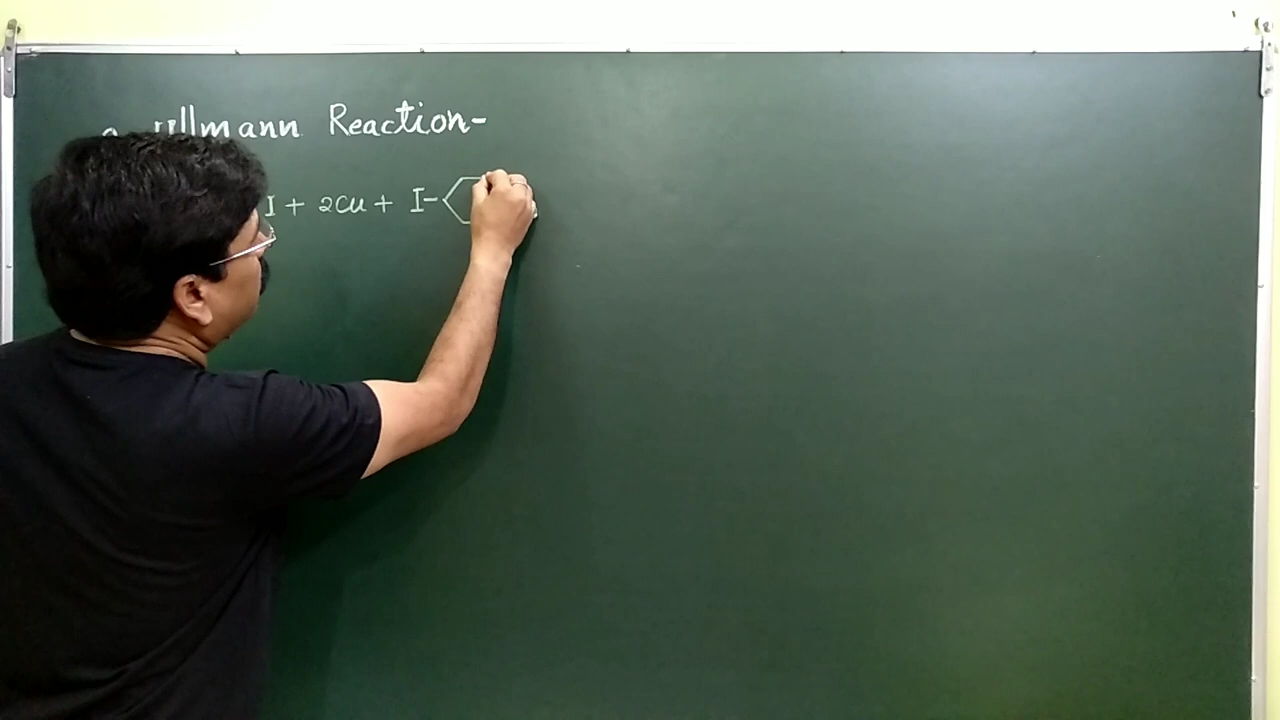 Ullmann Reaction-
I + 2Cu + I-